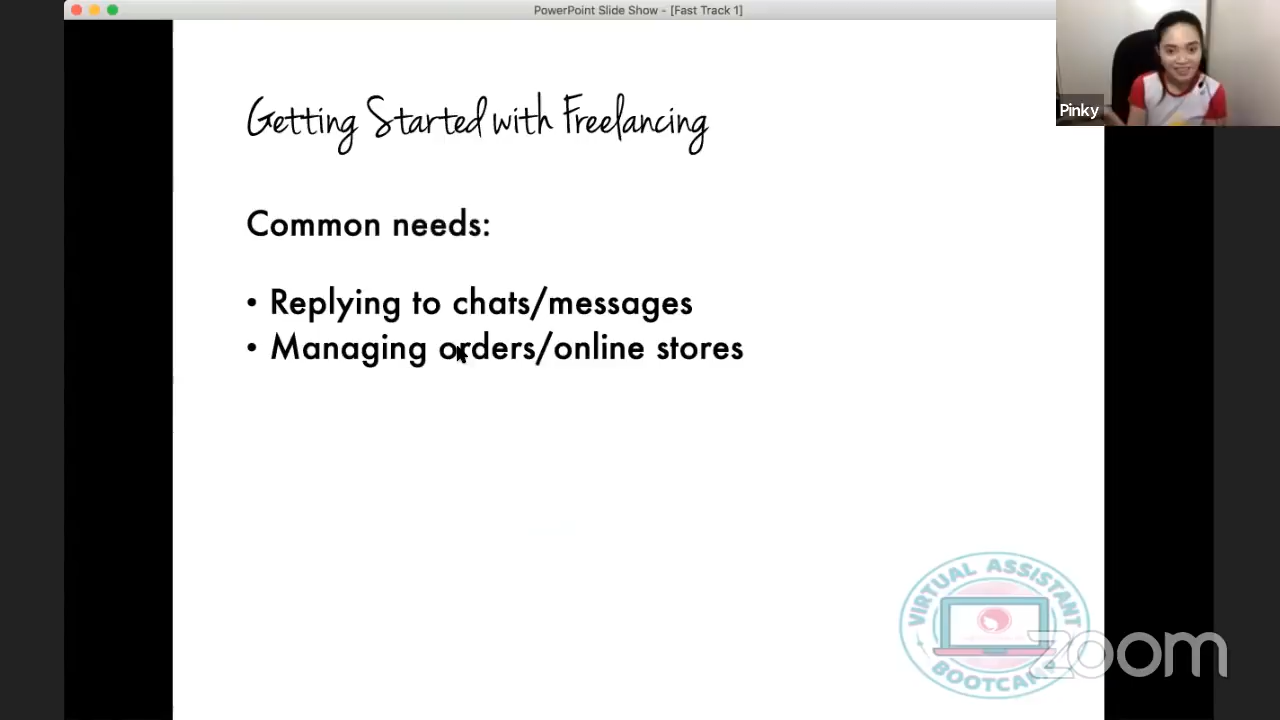 PowerPoint Slide Show - [Fast Track 1]
Pinky
Getting Started with Freelancing
Common needs:
• Replying to chats/messages
• Managing orders/online stores
VIRTUAL ASSISTANT
BOOTCAMP
zoom